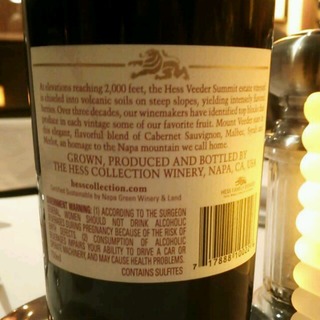 At elevations reaching 2,000 feet, the Hess Veeder Summit estate vineyard
is chiseled into volcanic soils on steep slopes, yielding intensely flavored
berries. Over three decades, our winemakers have identified top blocks that
produce in each vintage some of our favorite fruit. Mount Veeder
this elegant, flavorful blend of Cabernet Sauvignon, Malbec, Syrah and
Merlot, an homage to the Napa mountain we call home.
GROWN, PRODUCED AND BOTTLED BY
THE HESS COLLECTION WINERY, NAPA, CA, USA
hesscollection.com
Certified Sustainable by Napa Green Winery & Land
GOVERNMENT WARNING: (1) ACCORDING TO THE SURGEON
GENERAL, WOMEN SHOULD NOT DRINK ALCOHOLIC
BEVERAGES DURING PREGNANCY BECAUSE OF THE RISK OF
BIRTH DEFECTS. (2) CONSUMPTION OF ALCOHOLIC
BEVERAGES IMPAIRS YOUR ABILITY TO DRIVE A CAR OR
OPERATE MACHINERY, AND MAY CAUSE HEALTH PROBLEMS.
CONTAINS SULFITES